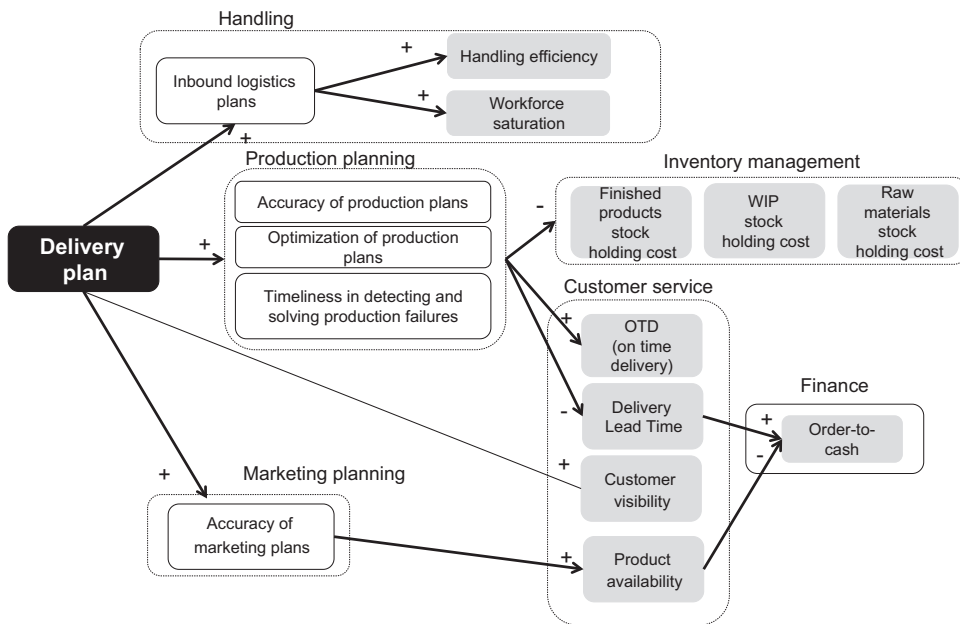 Handling
+
Handling efficiency
Inbound logistics
plans
+
Workforce
saturation
+
Production planning
Inventory management
Accuracy of production plans
-
Finished
products
stock
holding cost
WIP
stock
holding cost
Raw
materials
stock
holding cost
Delivery
plan
+
Optimization of production
plans
Timeliness in detecting and
solving production failures
Customer service
+
OTD
(on time
delivery)
Finance
-
Delivery
Lead Time
+
-
Order-to-
cash
+
Marketing planning
+
Customer
visibility
Accuracy of
marketing plans
+
Product
availability